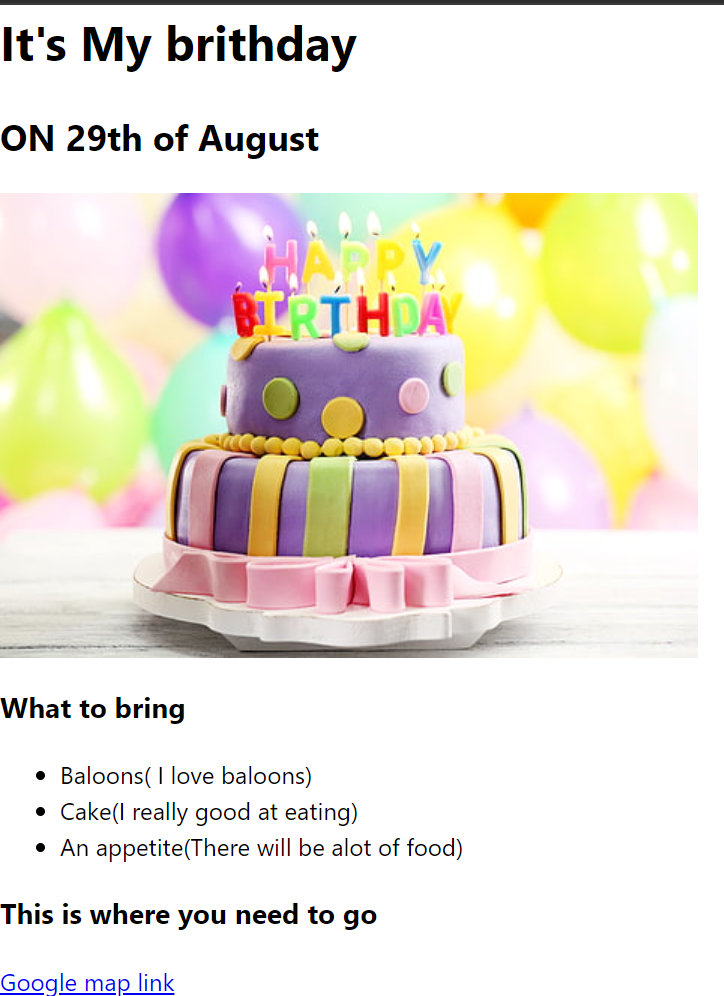 It's My brithday
ON 29th of August
HAPPY
BIRTHDAY
What to bring
Baloons( I love baloons)
Cake(I really good at eating)
An appetite(There will be alot of food)
This is where you need to go
Google map link